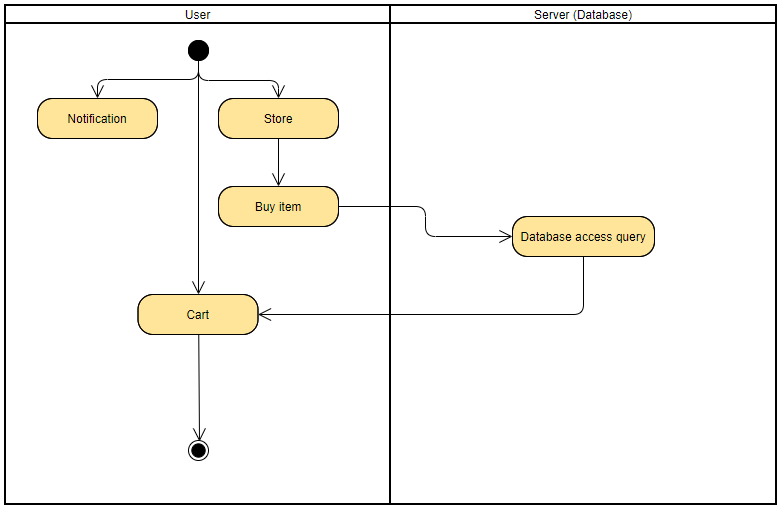 User
Server (Database)
Notification
Store
Buy item
Database access query
Cart